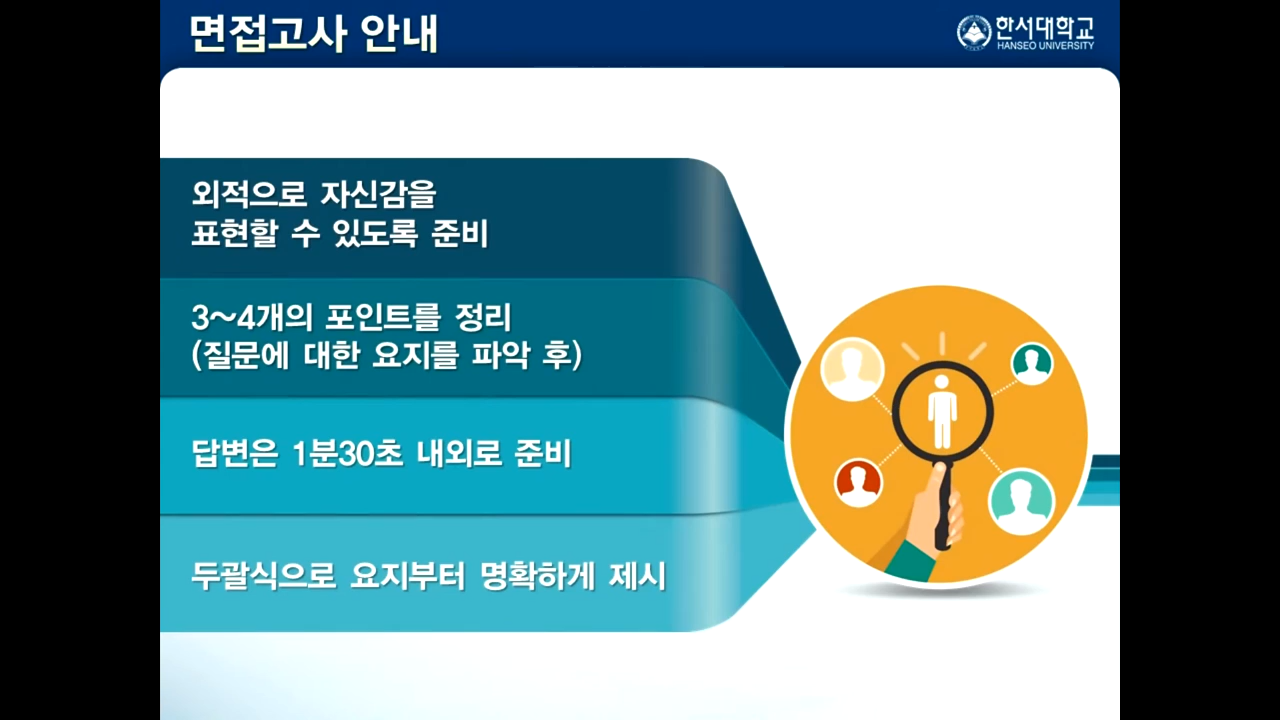 면접고사 안내
한서대학교
HANSEO UNIVERSITY
외적으로 자신감을
표현할 수 있도록 준비
3~4개의 포인트를 정리
(질문에 대한 요지를 파악 후)
답변은 1분30초 내외로 준비
두괄식으로 요지부터 명확하게 제시